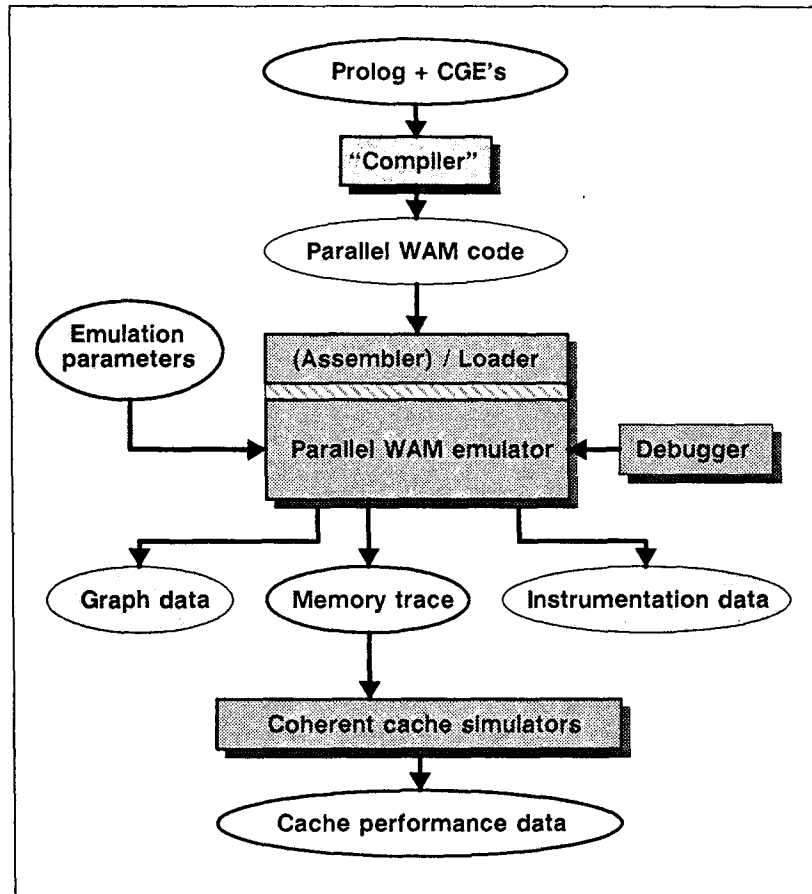 Prolog + CGE's
“Compiler”
Parallel WAM code
Emulation
parameters
(Assembler) / Loader
Parallel WAM emulator
Debugger
Graph data
Memory trace
Instrumentation data
Coherent cache simulators
Cache performance data